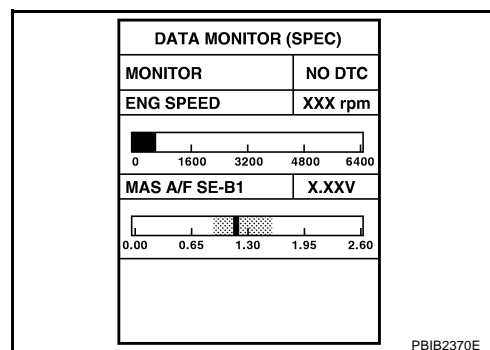 DATA MONITOR (SPEC)
MONITOR NO DTC
ENG SPEED XXX rpm
0 1600 3200 4800 6400
MAS A/F SE-B1 X.XXV
0.00 0.65 1.30 1.95 2.60
PBIB2370E